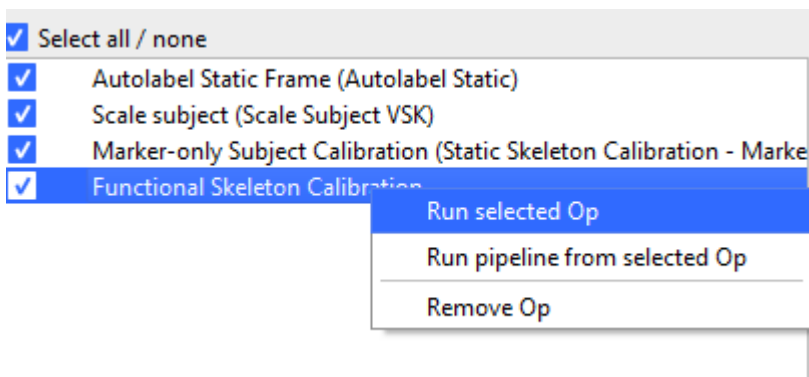 Select all / none
Autolabel Static Frame (Autolabel Static)
Scale subject (Scale Subject VSK)
Marker-only Subject Calibration (Static Skeleton Calibration - Marke
Functional Skeleton Calibration
Run selected Op
Run pipeline from selected Op
Remove Op